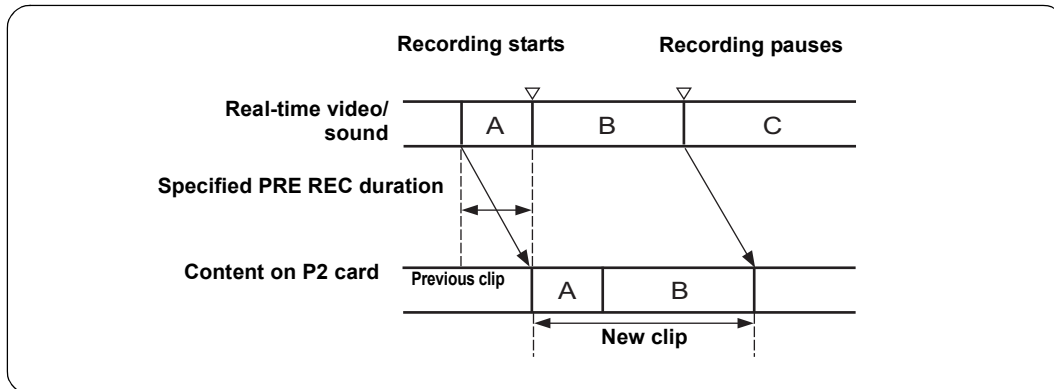 Recording starts
Recording pauses
Real-time video/
sound
A
B
C
Specified PRE REC duration
Content on P2 card
Previous clip
A
B
New clip